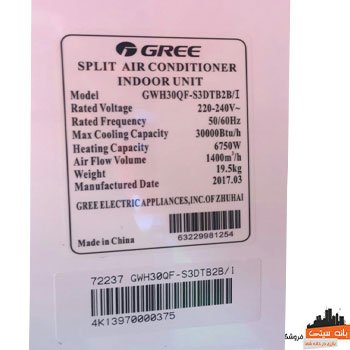 GREE
SPLIT AIR CONDITIONER
INDOOR UNIT
Model GWH30QF-S3DTB2B/I
Rated Voltage 220-240V~
Rated Frequency 50/60Hz
Max Cooling Capacity 30000Btu/h
Heating Capacity 6750W
Air Flow Volume 1400m³/h
Weight 19.5kg
Manufactured Date 2017.03
GREE ELECTRIC APPLIANCES,INC.OF ZHUHAI
Made in China
63229981254
72237 GWH30QF-S3DTB2B/I
4K13970000375
بانه سیتی